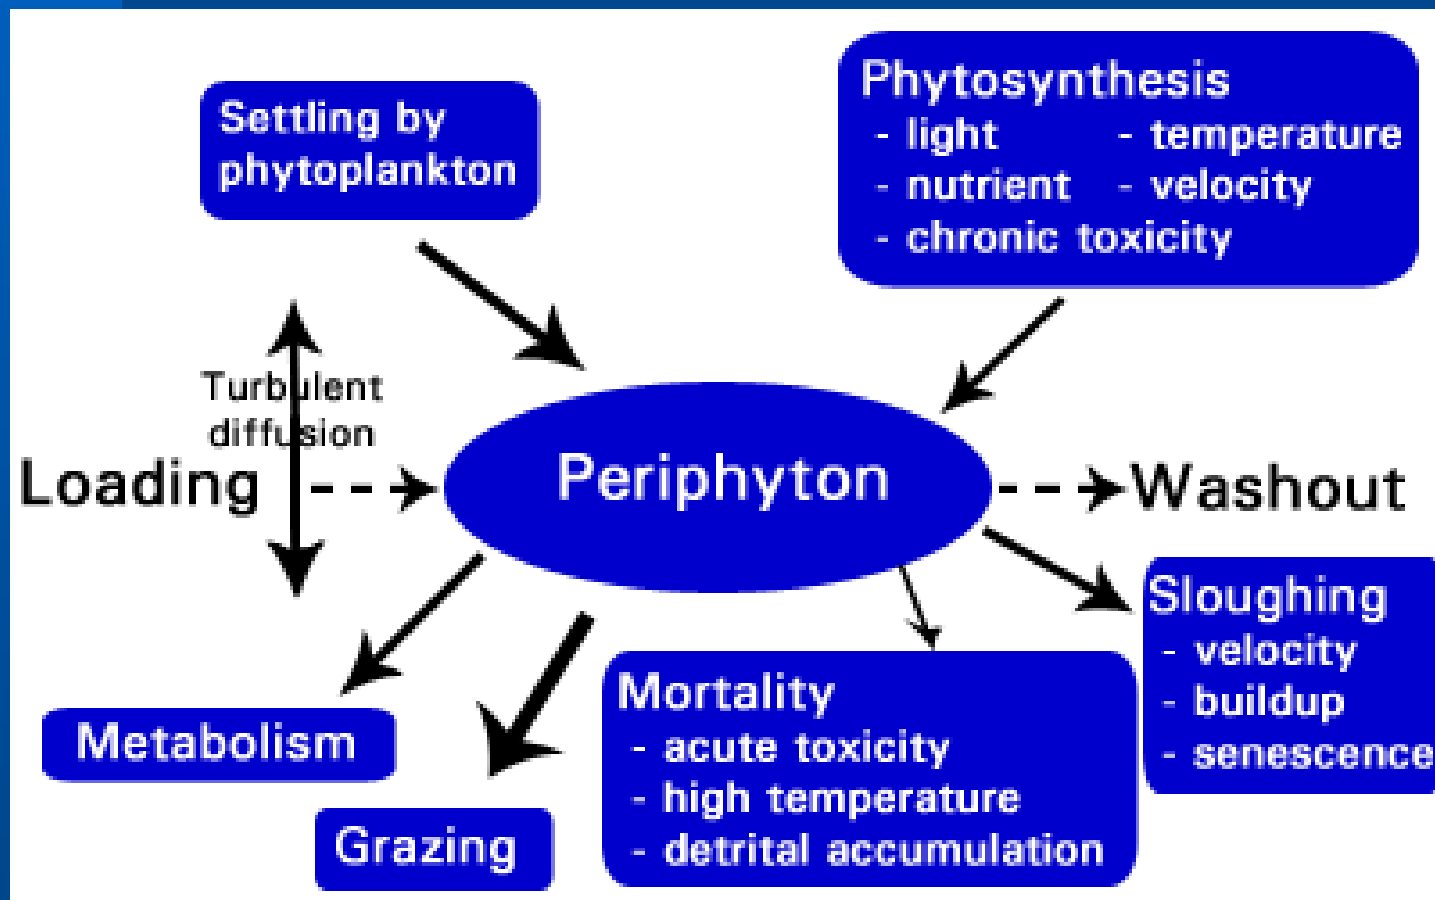 Settling by
phytoplankton
Phytosynthesis
- light - temperature
- nutrient - velocity
- chronic toxicity
Turbulent
diffusion
Loading
Periphyton
Washout
Sloughing
- velocity
- buildup
- senescence
Metabolism
Mortality
- acute toxicity
- high temperature
- detrital accumulation
Grazing